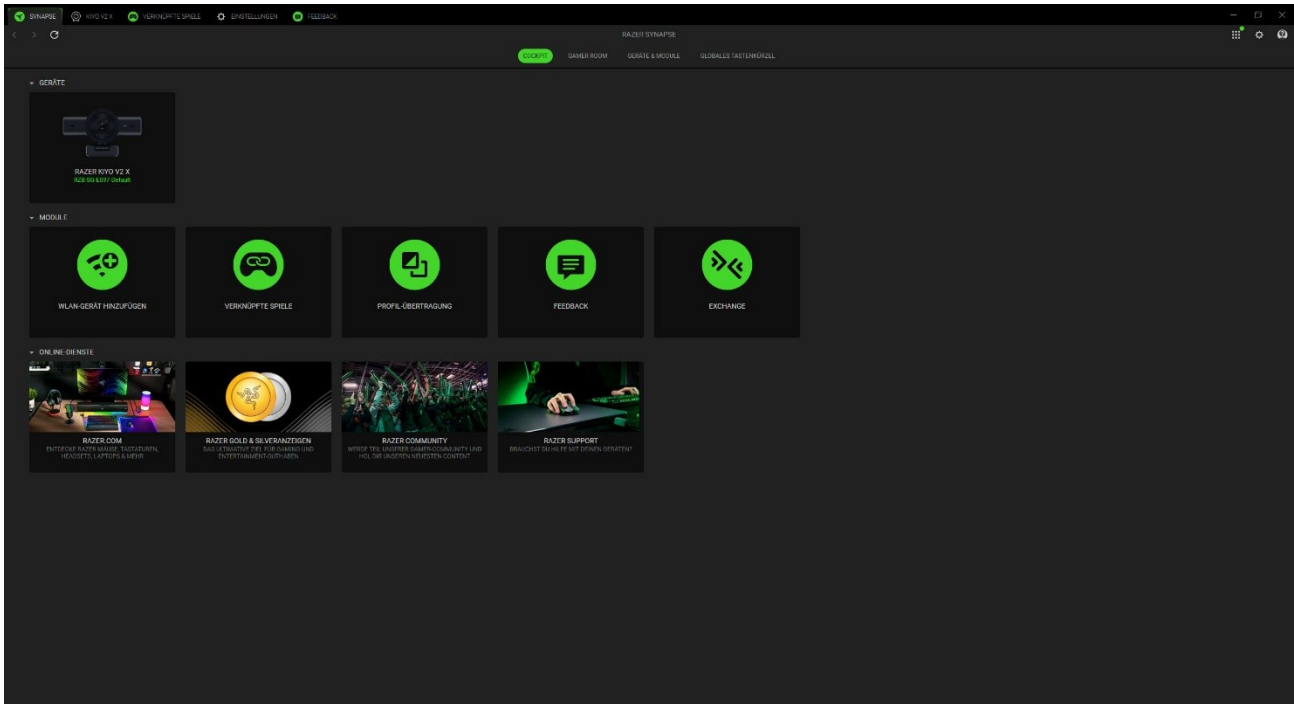 SYNAPSE
KIYO V2 X
VERKNÜPFTE SPIELE
EINSTELLUNGEN
FEEDBACK
RAZER SYNAPSE
COCKPIT
GAMER ROOM
GERÄTE & MODULE
GLOBALES TASTENKÜRZEL
GERÄTE
RAZER KIYO V2 X
Default
MODULE
WLAN-GERÄT HINZUFÜGEN
VERKNÜPFTE SPIELE
PROFIL-ÜBERTRAGUNG
FEEDBACK
EXCHANGE
ONLINE-DIENSTE
RAZER.COM
ENTDECKE RAZER MÄUSE, TASTATUREN,
HEADSETS, LAPTOPS & MEHR
RAZER GOLD & SILVERANZEIGEN
DAS ULTIMATIVE ZIEL FÜR GAMING UND
ENTERTAINMENT-GUTHABEN
RAZER COMMUNITY
WERDE TEIL UNSERER GAMER-COMMUNITY UND
HOL DIR UNSEREN NEUESTEN CONTENT
RAZER SUPPORT
BRAUCHST DU HILFE MIT DEINEN GERÄTEN?